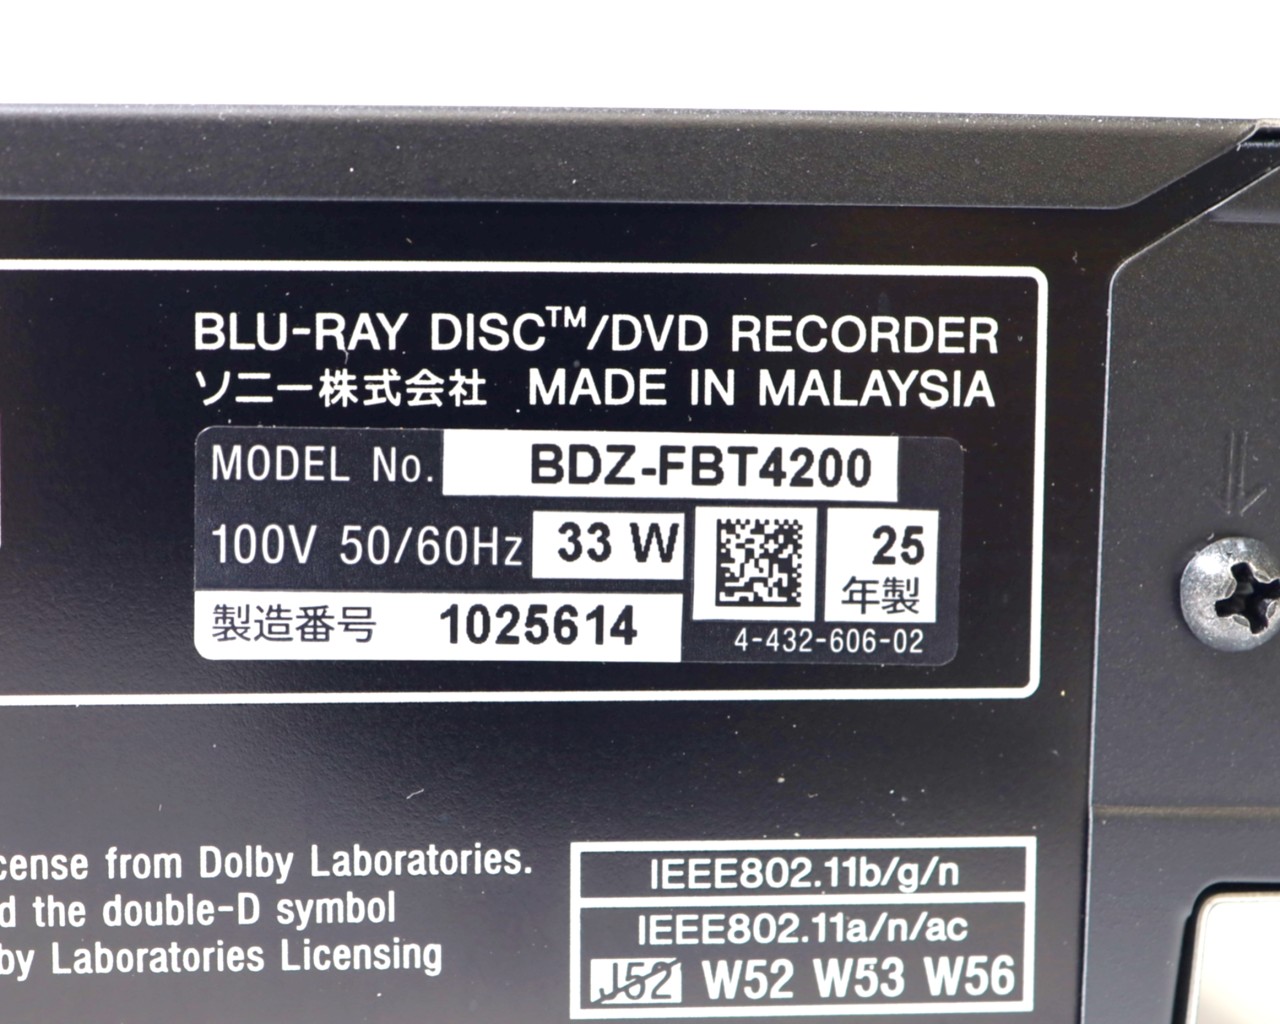 BLU-RAY DISC™/DVD RECORDER
ソニー株式会社 MADE IN MALAYSIA
MODEL No. BDZ-FBT4200
100V 50/60Hz 33 W
25
年製
製造番号 1025614
4-432-606-02
cense from Dolby Laboratories.
d the double-D symbol
by Laboratories Licensing
IEEE802.11b/g/n
IEEE802.11a/n/ac
J52 W52 W53 W56